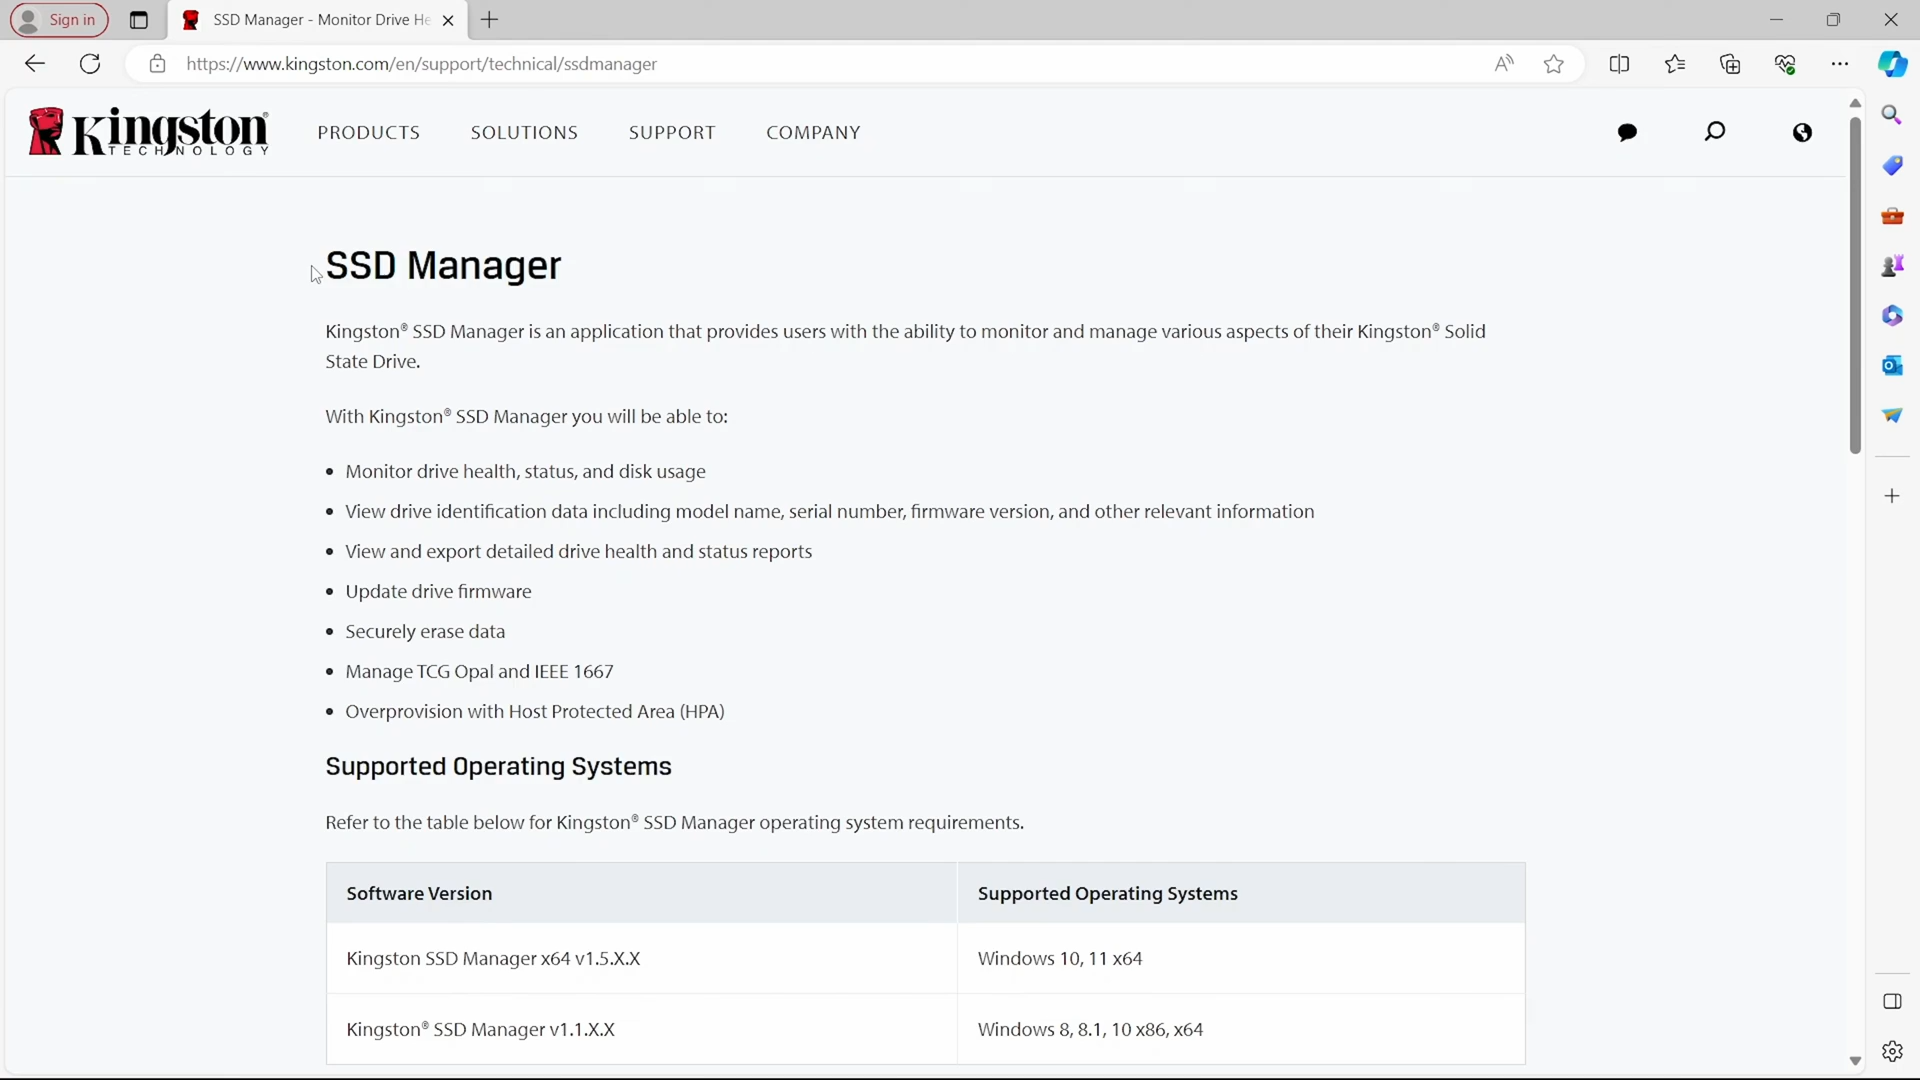 Sign in
SSD Manager - Monitor Drive He
https://www.kingston.com/en/support/technical/ssdmanager
Kingston®
TECHNOLOGY
PRODUCTS
SOLUTIONS
SUPPORT
COMPANY
SSD Manager
Kingston® SSD Manager is an application that provides users with the ability to monitor and manage various aspects of their Kingston® Solid
State Drive.
With Kingston® SSD Manager you will be able to:
• Monitor drive health, status, and disk usage
• View drive identification data including model name, serial number, firmware version, and other relevant information
• View and export detailed drive health and status reports
• Update drive firmware
• Securely erase data
• Manage TCG Opal and IEEE 1667
• Overprovision with Host Protected Area (HPA)
Supported Operating Systems
Refer to the table below for Kingston® SSD Manager operating system requirements.
Software Version
Supported Operating Systems
Kingston SSD Manager x64 v1.5.X.X
Windows 10, 11 x64
Kingston® SSD Manager v1.1.X.X
Windows 8, 8.1, 10 x86, x64